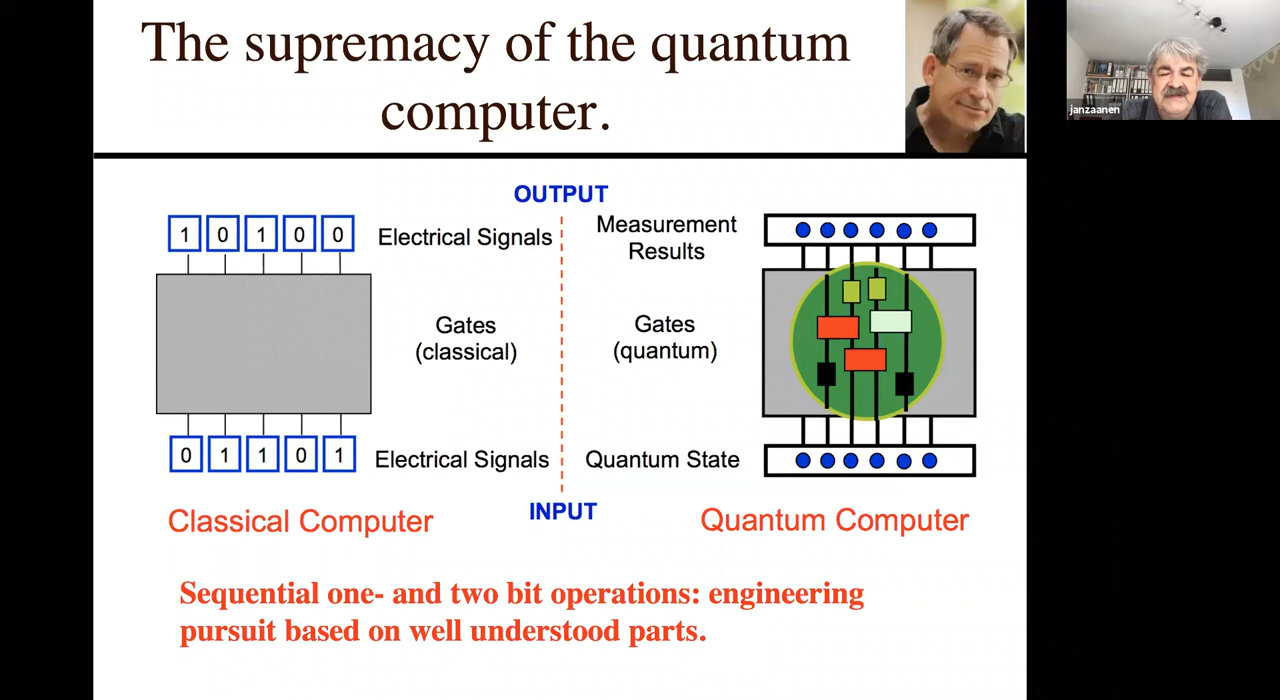 The supremacy of the quantum
computer.
janzaanen
OUTPUT
1 0 1 0 0
Electrical Signals
Measurement
Results
Gates
(classical)
Gates
(quantum)
0 1 1 0 1
Electrical Signals
Quantum State
INPUT
Classical Computer
Quantum Computer
Sequential one- and two bit operations: engineering
pursuit based on well understood parts.